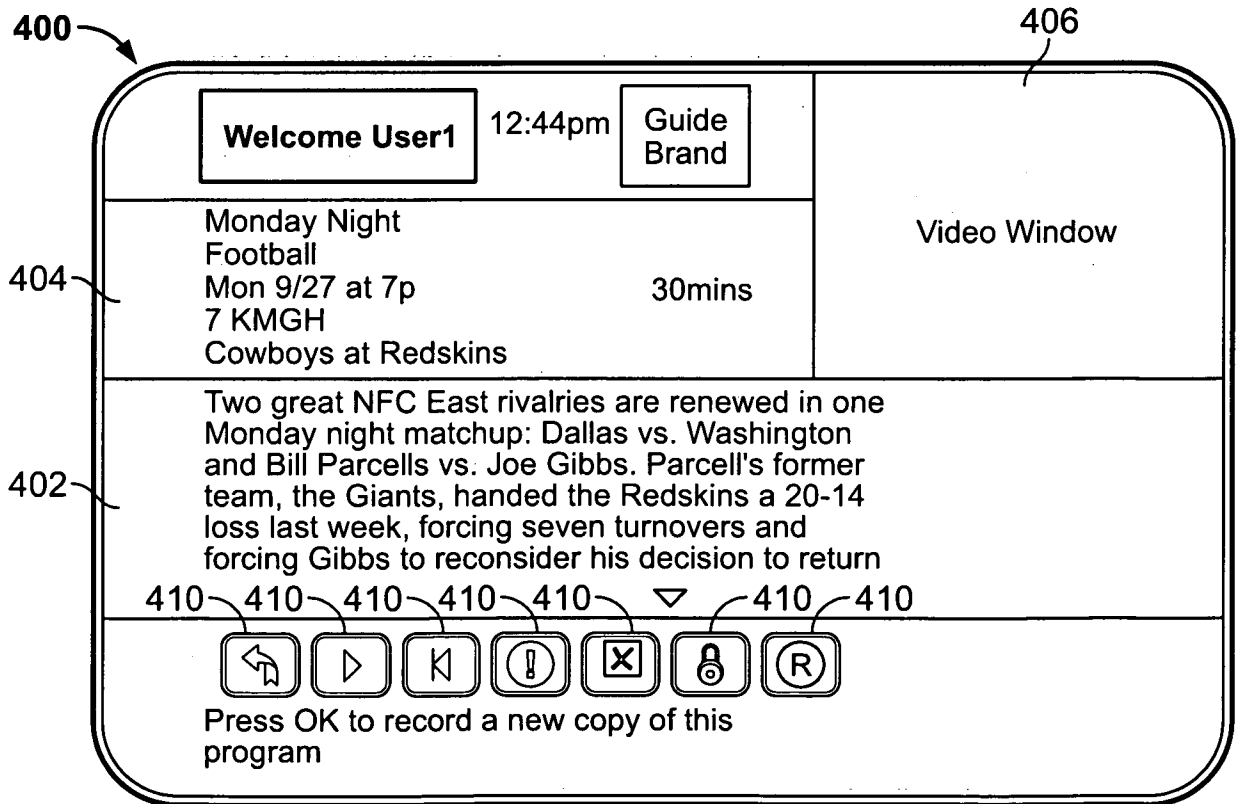 400
406
Welcome User1
12:44pm
Guide
Brand
Video Window
404
Monday Night
Football
Mon 9/27 at 7p
30mins
7 KMGH
Cowboys at Redskins
402
Two great NFC East rivalries are renewed in one
Monday night matchup: Dallas vs. Washington
and Bill Parcells vs. Joe Gibbs. Parcell's former
team, the Giants, handed the Redskins a 20-14
loss last week, forcing seven turnovers and
forcing Gibbs to reconsider his decision to return
410 410 410 410 410 410 410
R
Press OK to record a new copy of this
program